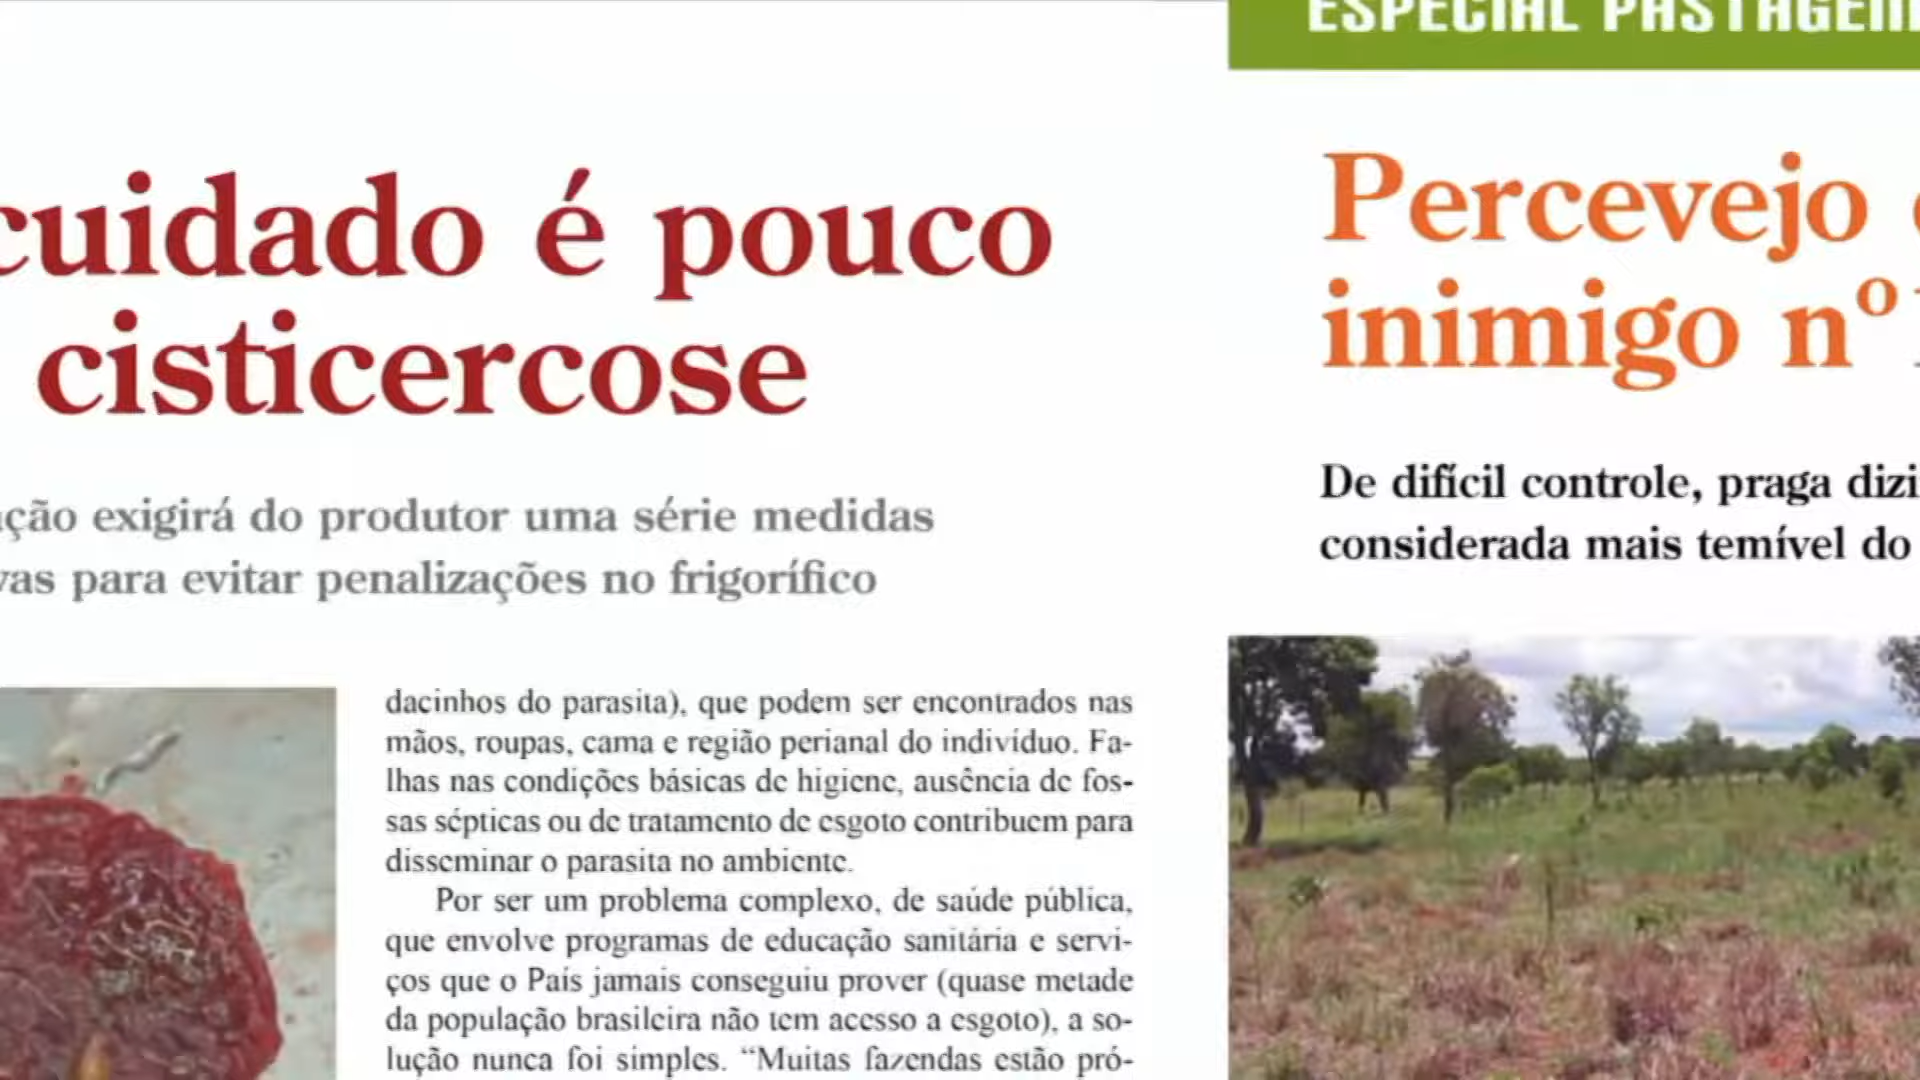 cuidado é pouco
cisticercose
ção exigirá do produtor uma série medidas
vas para evitar penalizações no frigorífico
dacinhos do parasita), que podem ser encontrados nas
mãos, roupas, cama e região perianal do indivíduo. Fa-
lhas nas condições básicas de higiene, ausência de fos-
sas sépticas ou de tratamento de esgoto contribuem para
disseminar o parasita no ambiente.
Por ser um problema complexo, de saúde pública,
que envolve programas de educação sanitária e servi-
ços que o País jamais conseguiu prover (quase metade
da população brasileira não tem acesso a esgoto), a so-
lução nunca foi simples. “Muitas fazendas estão pró-
ESPECIAL PASTAGEM
Percevejo
inimigo nº
De difícil controle, praga dizi
considerada mais temível do